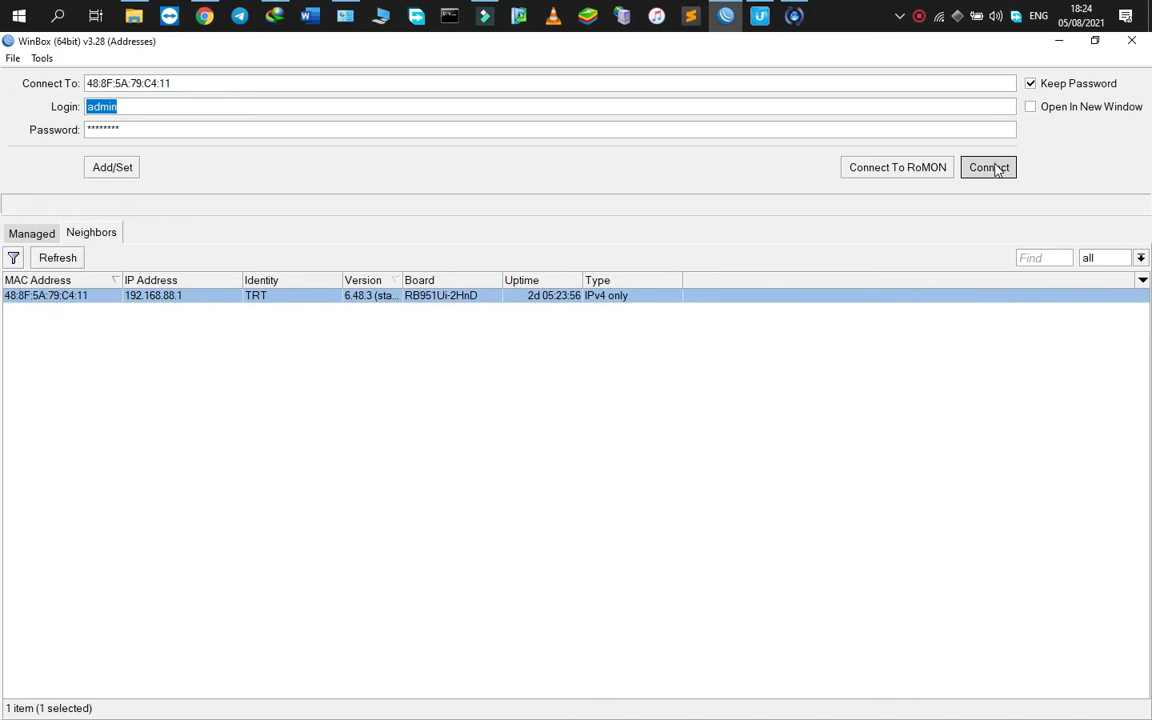 18:24
ENG
05/08/2021
WinBox (64bit) v3.28 (Addresses)
File Tools
Connect To: 48:8F:5A:79:C4:11 Keep Password
Login: admin Open In New Window
Password: ********
Add/Set Connect To RoMON Connect
Managed Neighbors
Refresh Find all
MAC Address IP Address Identity Version Board Uptime Type
48:8F:5A:79:C4:11 192.168.88.1 TRT 6.48.3 (sta... RB951Ui-2HnD 2d 05:23:56 IPv4 only
1 item (1 selected)